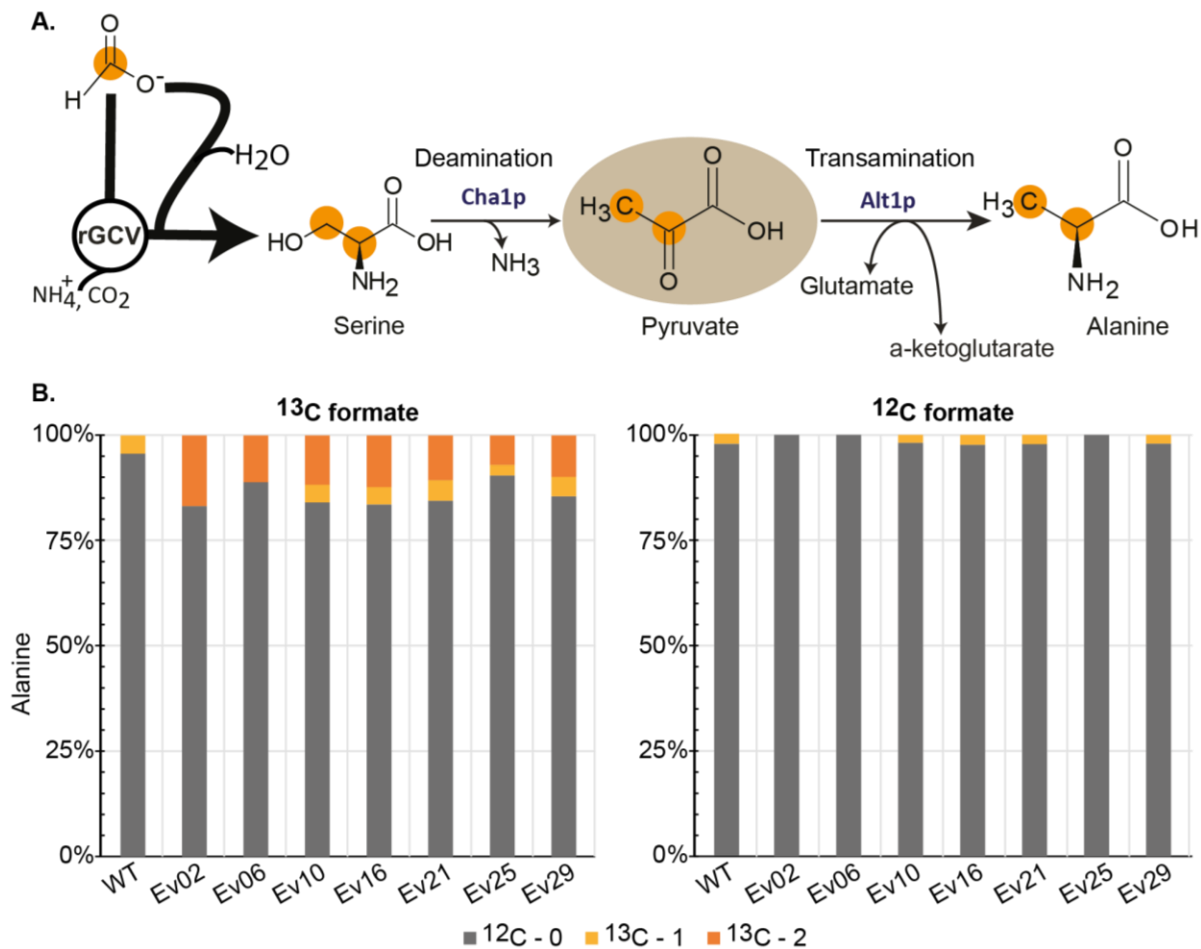 A.
O
H
O-
H2O
rGCV
NH4+, CO2
HO
O
OH
NH2
Serine
Deamination
Cha1p
NH3
H3C
O
OH
O
Pyruvate
Transamination
Alt1p
Glutamate
a-ketoglutarate
H3C
O
OH
NH2
Alanine
B.
13C formate
12C formate
Alanine
100%
75%
50%
25%
0%
WT Ev02 Ev06 Ev10 Ev16 Ev21 Ev25 Ev29
100%
75%
50%
25%
0%
WT Ev02 Ev06 Ev10 Ev16 Ev21 Ev25 Ev29
12C - 0 13C - 1 13C - 2